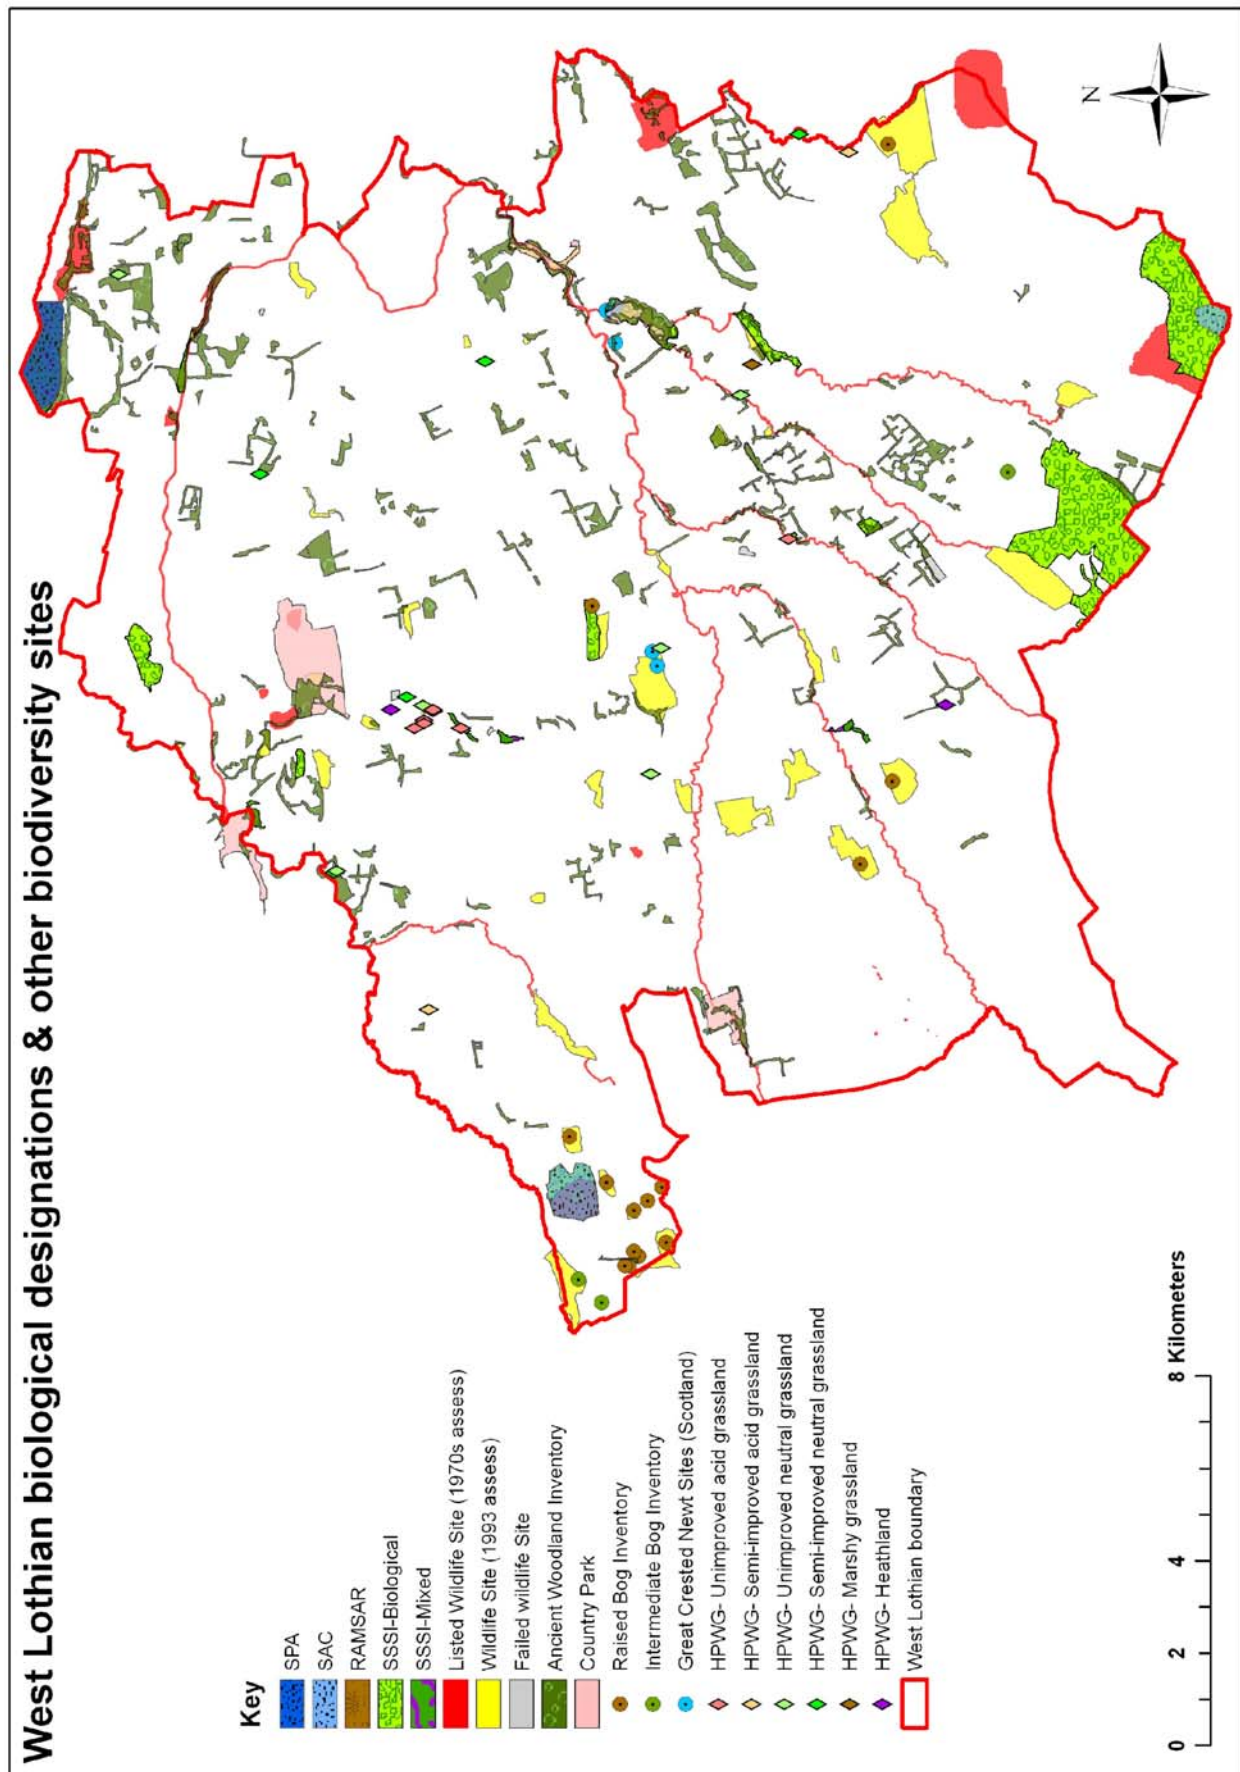 West Lothian biological designations & other biodiversity sites
N
Key
SPA
SAC
RAMSAR
SSSI-Biological
SSSI-Mixed
Listed Wildlife Site (1970s assess)
Wildlife Site (1993 assess)
Failed wildlife Site
Ancient Woodland Inventory
Country Park
Raised Bog Inventory
Intermediate Bog Inventory
Great Crested Newt Sites (Scotland)
HPWG- Unimproved acid grassland
HPWG- Semi-improved acid grassland
HPWG- Unimproved neutral grassland
HPWG- Semi-improved neutral grassland
HPWG- Marshy grassland
HPWG- Heathland
West Lothian boundary
0 2 4 8 Kilometers